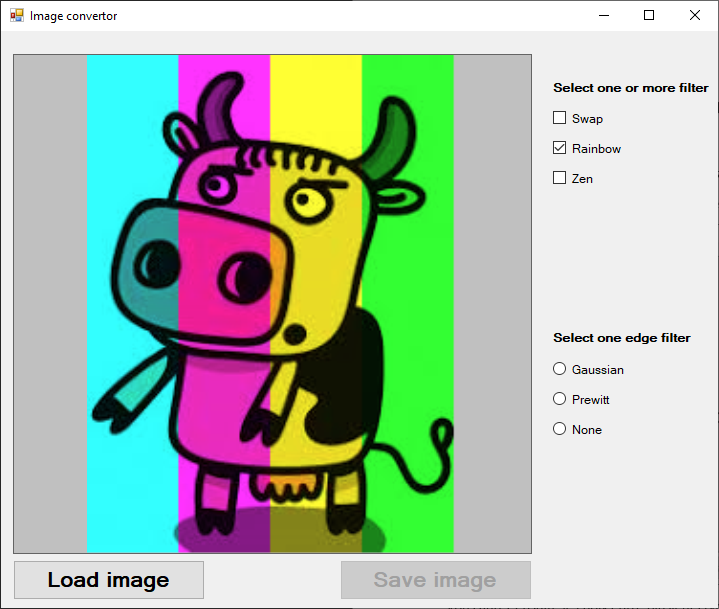 Image convertor
Select one or more filter
Swap
Rainbow
Zen
Select one edge filter
Gaussian
Prewitt
None
Load image
Save image